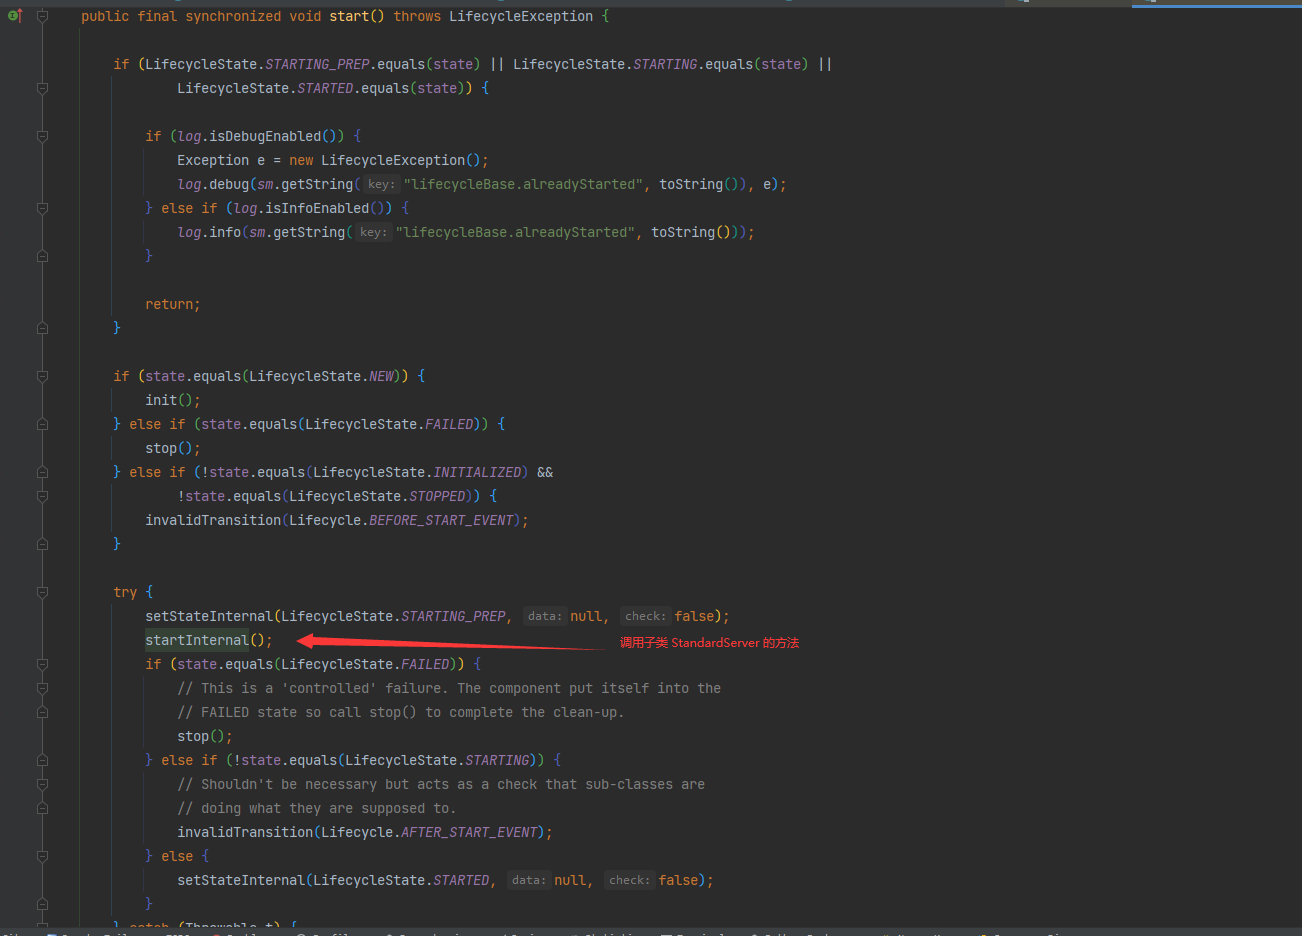 public final synchronized void start() throws LifecycleException {
if (LifecycleState.STARTING_PREP.equals(state) || LifecycleState.STARTING.equals(state) ||
LifecycleState.STARTED.equals(state)) {
if (log.isDebugEnabled()) {
Exception e = new LifecycleException();
log.debug(sm.getString( key: "lifecycleBase.alreadyStarted", toString()), e);
} else if (log.isInfoEnabled()) {
log.info(sm.getString( key: "lifecycleBase.alreadyStarted", toString()));
}
return;
}
if (state.equals(LifecycleState.NEW)) {
init();
} else if (state.equals(LifecycleState.FAILED)) {
stop();
} else if (!state.equals(LifecycleState.INITIALIZED) &&
!state.equals(LifecycleState.STOPPED)) {
invalidTransition(Lifecycle.BEFORE_START_EVENT);
}
try {
setStateInternal(LifecycleState.STARTING_PREP, data: null, check: false);
startInternal(); 调用子类 StandardServer 的方法
if (state.equals(LifecycleState.FAILED)) {
// This is a 'controlled' failure. The component put itself into the
// FAILED state so call stop() to complete the clean-up.
stop();
} else if (!state.equals(LifecycleState.STARTING)) {
// Shouldn't be necessary but acts as a check that sub-classes are
// doing what they are supposed to.
invalidTransition(Lifecycle.AFTER_START_EVENT);
} else {
setStateInternal(LifecycleState.STARTED, data: null, check: false);
}
} catch (Throwable t) {